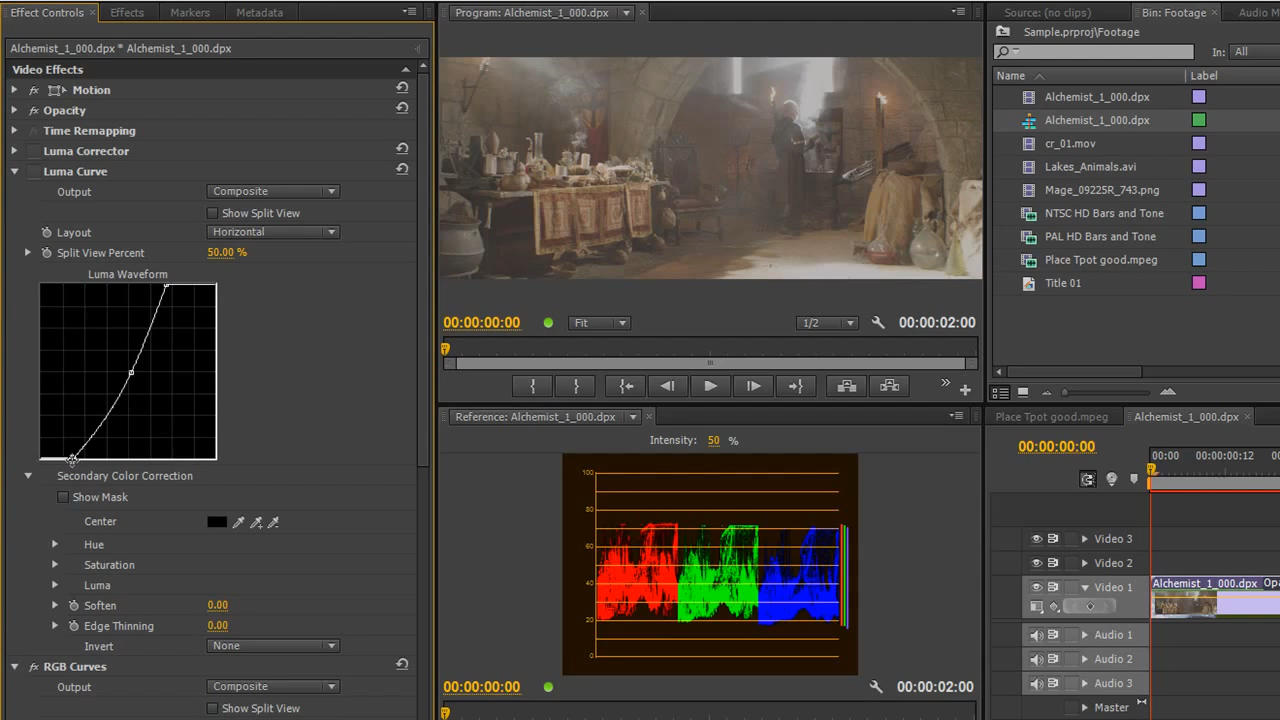 Effect Controls
Effects
Markers
Metadata
Alchemist_1_000.dpx * Alchemist_1_000.dpx
Video Effects
Motion
Opacity
Time Remapping
Luma Corrector
Luma Curve
Output
Composite
Show Split View
Layout
Horizontal
Split View Percent
50.00 %
Luma Waveform
Secondary Color Correction
Show Mask
Center
Hue
Saturation
Luma
Soften
0.00
Edge Thinning
0.00
Invert
None
RGB Curves
Output
Composite
Show Split View
Program: Alchemist_1_000.dpx
00:00:00:00
Fit
1/2
00:00:02:00
Reference: Alchemist_1_000.dpx
Intensity: 50 %
100
80
60
40
20
0
00:00:00:00
00:00:02:00
Source: (no clips)
Bin: Footage
Audio M
Sample.prproj\Footage
In: All
Name
Label
Alchemist_1_000.dpx
Alchemist_1_000.dpx
cr_01.mov
Lakes_Animals.avi
Mage_09225R_743.png
NTSC HD Bars and Tone
PAL HD Bars and Tone
Place Tpot good.mpeg
Title 01
Place Tpot good.mpeg
Alchemist_1_000.dpx
00:00:00:00
00:00
00:00:00:12
Video 3
Video 2
Video 1
Alchemist_1_000.dpx Opa
Audio 1
Audio 2
Audio 3
Master